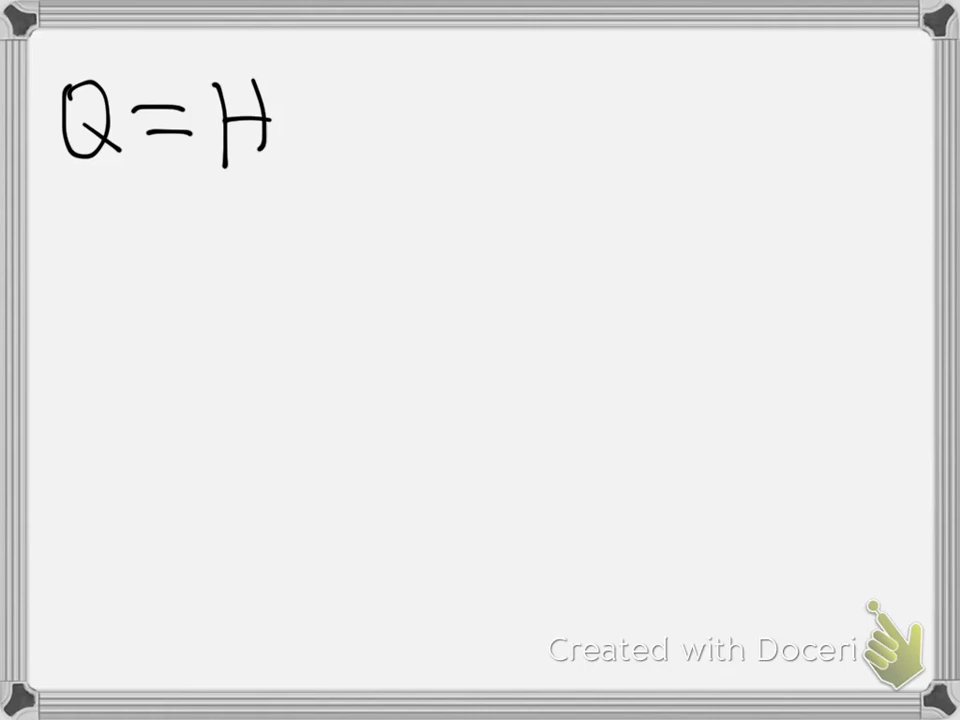 Q = H
Created with Doceri